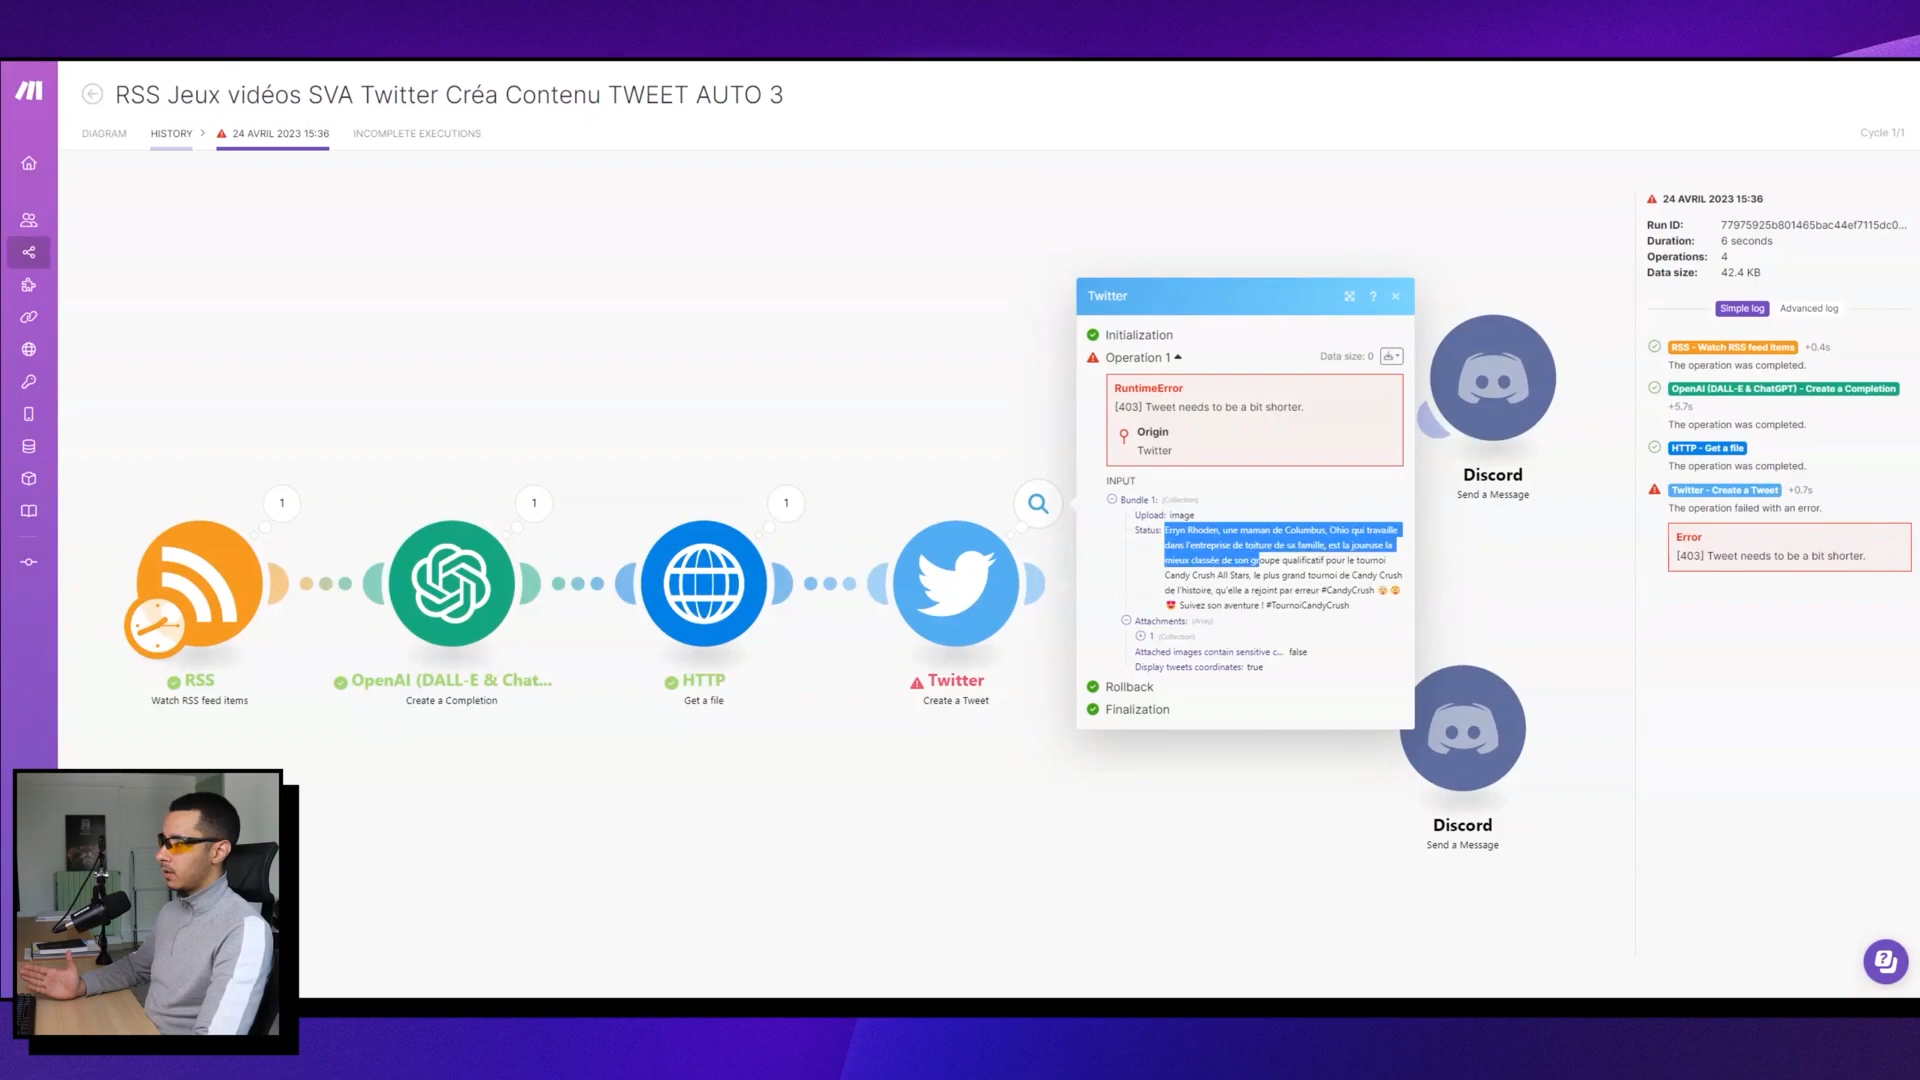 RSS Jeux vidéos SVA Twitter Créa Contenu TWEET AUTO 3
DIAGRAM
HISTORY
24 AVRIL 2023 15:36
INCOMPLETE EXECUTIONS
Cycle 1/1
24 AVRIL 2023 15:36
Run ID: 77975925b801465bac44ef7115dc0...
Duration: 6 seconds
Operations: 4
Data size: 42.4 KB
Simple log Advanced log
RSS - Watch RSS feed items +0.4s
The operation was completed.
OpenAI (DALL-E & ChatGPT) - Create a Completion
+5.7s
The operation was completed.
HTTP - Get a file
The operation was completed.
Twitter - Create a Tweet +0.7s
The operation failed with an error.
Error
[403] Tweet needs to be a bit shorter.
Twitter
?
Initialization
Operation 1
Data size: 0
RuntimeError
[403] Tweet needs to be a bit shorter.
Origin
Twitter
INPUT
Bundle 1: (Collection)
Upload: image
Status: Erryn Rhoden, une maman de Columbus, Ohio qui travaille
dans l'entreprise de toiture de sa famille, est la joueuse la
mieux classée de son groupe qualificatif pour le tournoi
Candy Crush All Stars, le plus grand tournoi de Candy Crush
de l'histoire, qu'elle a rejoint par erreur #CandyCrush 🤯😲
😍 Suivez son aventure ! #TournoiCandyCrush
Attachments: (Array)
1 (Collection)
Attached images contain sensitive c... false
Display tweets coordinates: true
Rollback
Finalization
1
1
1
RSS
Watch RSS feed items
OpenAI (DALL-E & Chat...
Create a Completion
HTTP
Get a file
Twitter
Create a Tweet
Discord
Send a Message
Discord
Send a Message
?